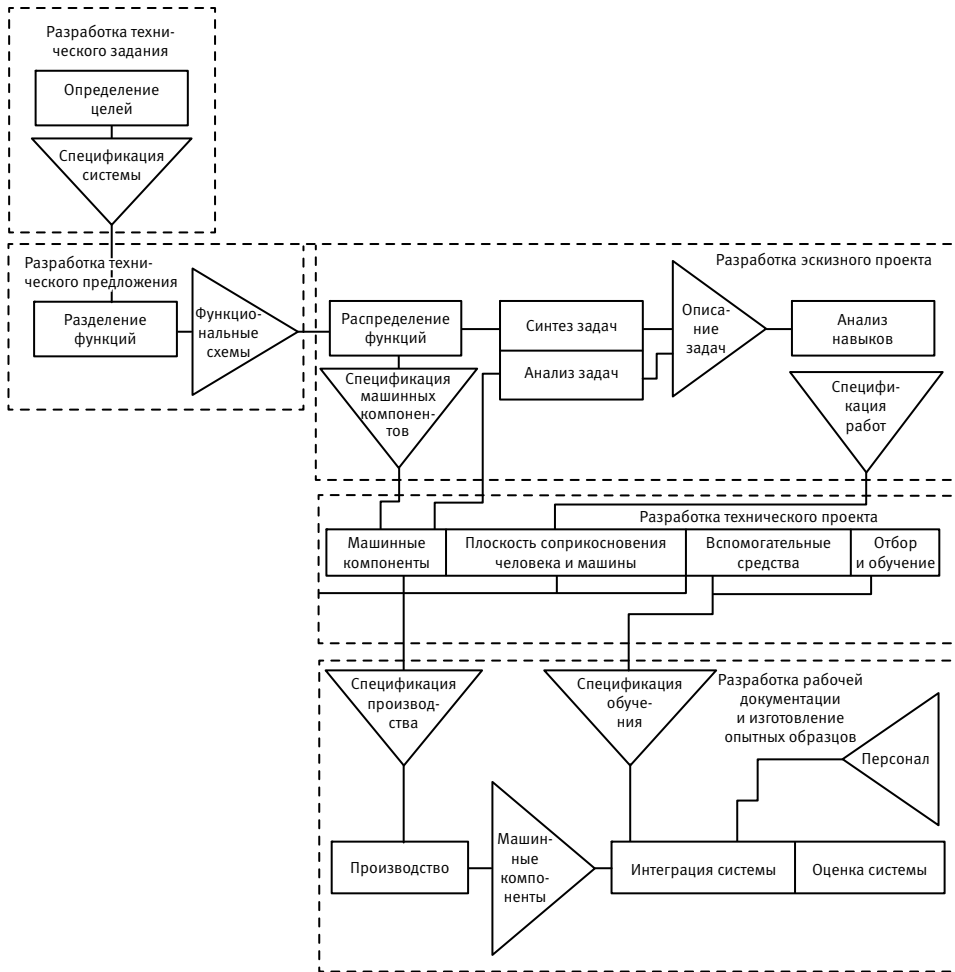 Разработка техни-
ческого задания
Определение
целей
Спецификация
системы
Разработка техни-
ческого предложения
Разделение
функций
Функцио-
нальные
схемы
Разработка эскизного проекта
Распределение
функций
Спецификация
машинных
компонен-
тов
Синтез задач
Анализ задач
Описа-
ние
задач
Анализ
навыков
Специфи-
кация
работ
Разработка технического проекта
Машинные
компоненты
Плоскость соприкосновения
человека и машины
Вспомогательные
средства
Отбор
и обучение
Спецификация
производ-
ства
Спецификация
обуче-
ния
Разработка рабочей
документации
и изготовление
опытных образцов
Персонал
Производство
Машин-
ные
компо-
ненты
Интеграция системы
Оценка системы